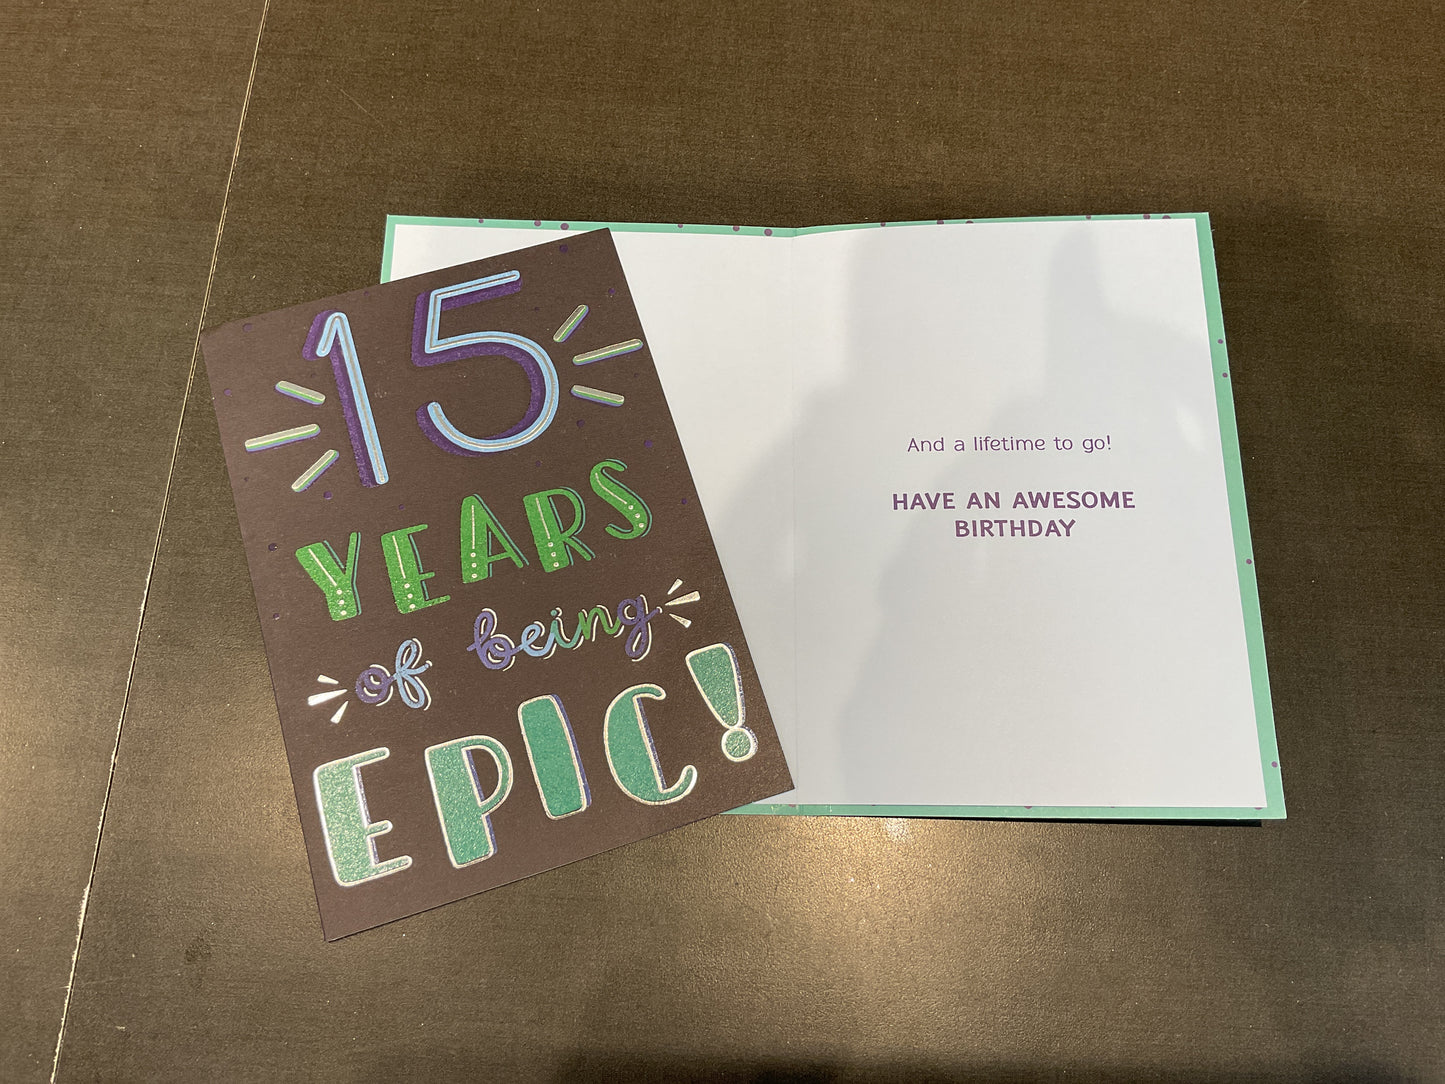 15
YEARS
of being
EPIC!
And a lifetime to go!
HAVE AN AWESOME
BIRTHDAY